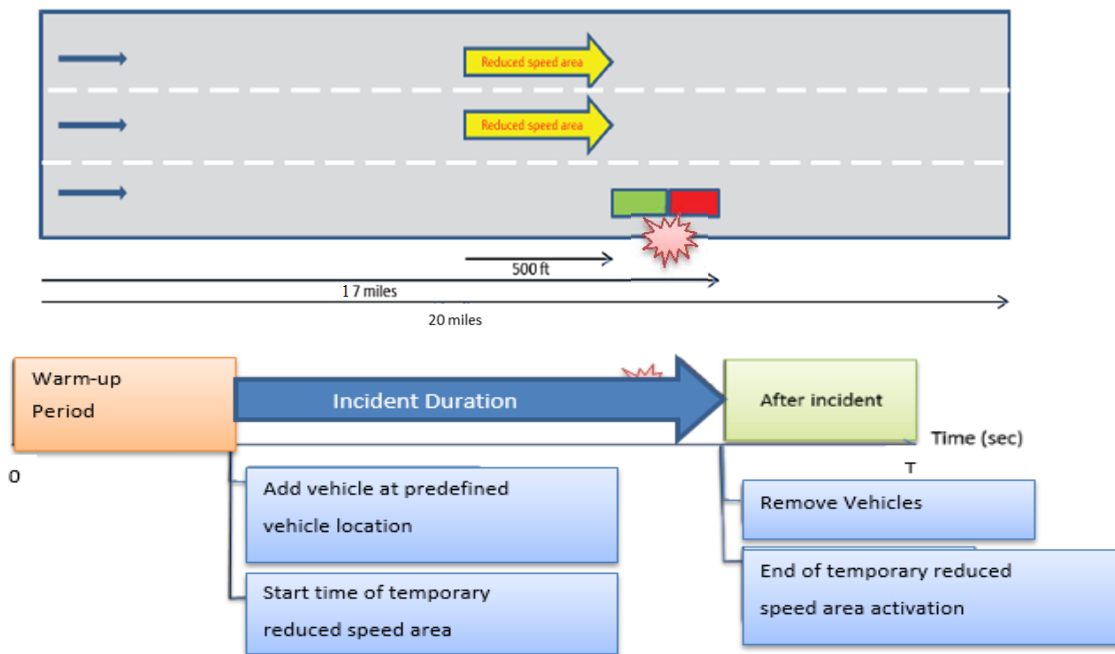 Reduced speed area
Reduced speed area
500 ft
17 miles
20 miles
Warm-up
Period
Incident Duration
After incident
Time (sec)
0
T
Add vehicle at predefined
vehicle location
Remove Vehicles
Start time of temporary
reduced speed area
End of temporary reduced
speed area activation